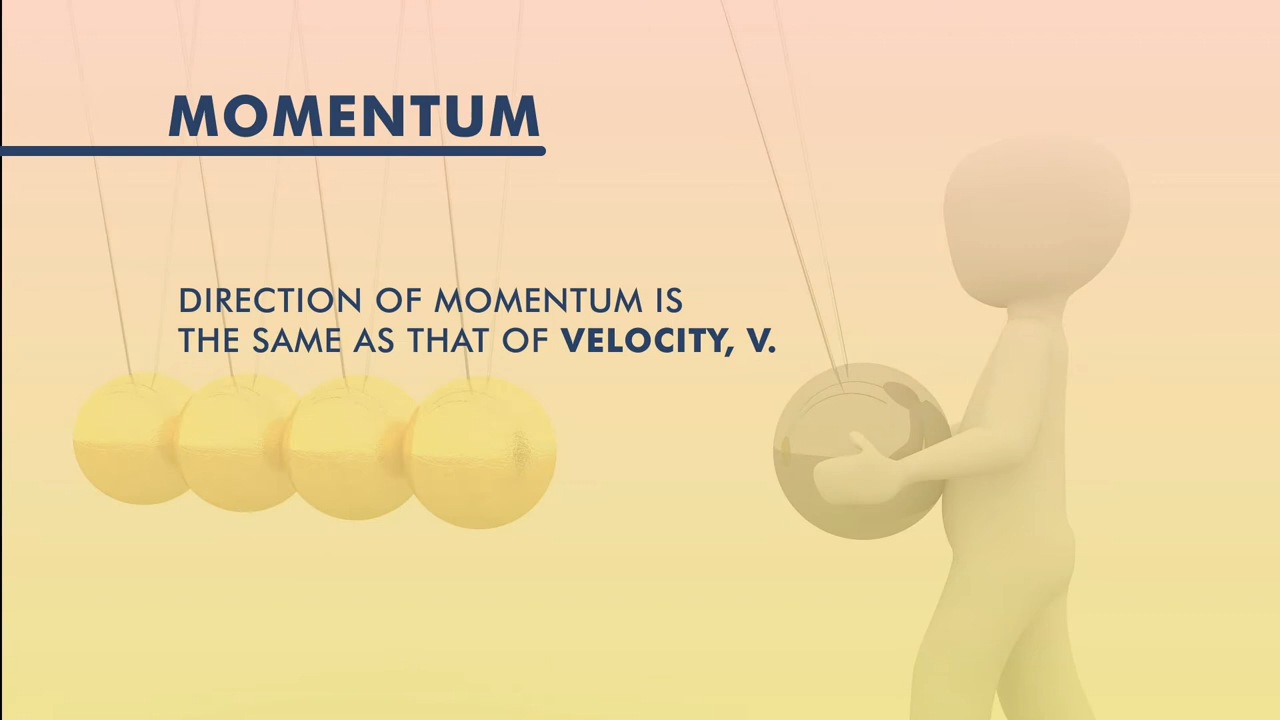 MOMENTUM
DIRECTION OF MOMENTUM IS
THE SAME AS THAT OF VELOCITY, V.